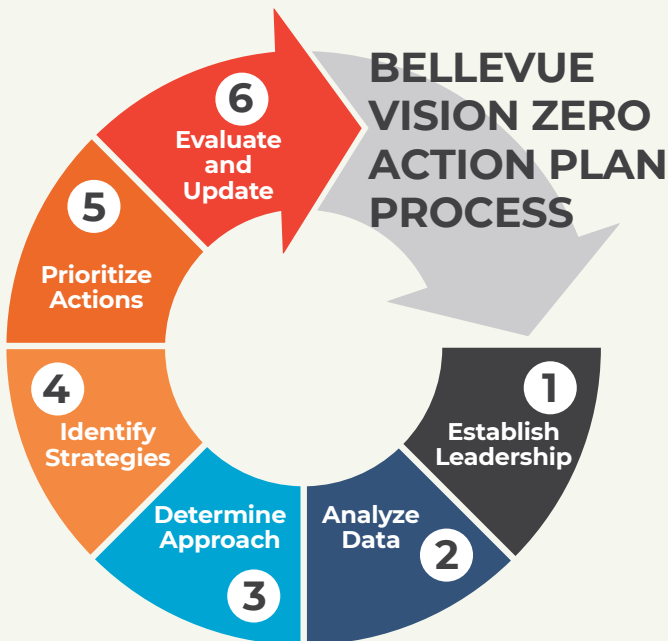 BELLEVUE
VISION ZERO
ACTION PLAN
PROCESS
1
Establish
Leadership
2
Analyze
Data
3
Determine
Approach
4
Identify
Strategies
5
Prioritize
Actions
6
Evaluate
and
Update